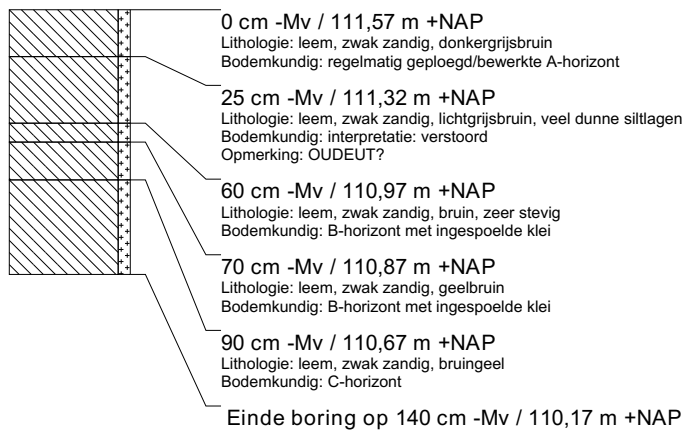 0 cm -Mv / 111,57 m +NAP
Lithologie: leem, zwak zandig, donkergrijsbruin
Bodemkundig: regelmatig geploegd/bewerkte A-horizont
25 cm -Mv / 111,32 m +NAP
Lithologie: leem, zwak zandig, lichtgrijsbruin, veel dunne siltlagen
Bodemkundig: interpretatie: verstoord
Opmerking: OUDEUT?
60 cm -Mv / 110,97 m +NAP
Lithologie: leem, zwak zandig, bruin, zeer stevig
Bodemkundig: B-horizont met ingespoelde klei
70 cm -Mv / 110,87 m +NAP
Lithologie: leem, zwak zandig, geelbruin
Bodemkundig: B-horizont met ingespoelde klei
90 cm -Mv / 110,67 m +NAP
Lithologie: leem, zwak zandig, bruingeel
Bodemkundig: C-horizont
Einde boring op 140 cm -Mv / 110,17 m +NAP